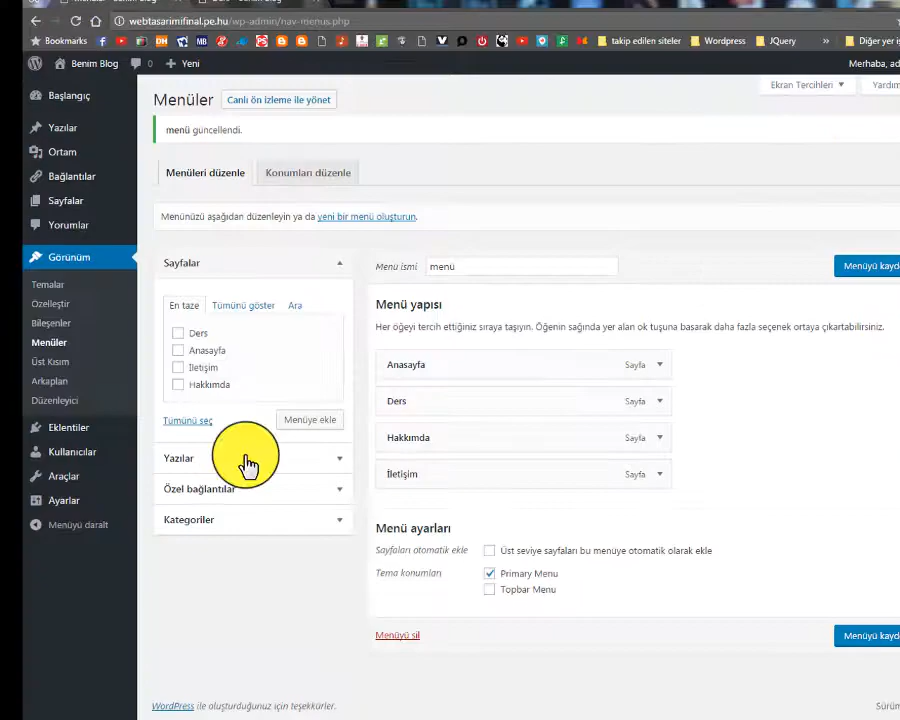 webtasarimifinal.pe.hu/wp-admin/nav-menus.php
Bookmarks
takip edilen siteler
Wordpress
JQuery
»
Diğer yer iş
Benim Blog
0
Yeni
Merhaba, ad
Başlangıç
Yazılar
Ortam
Bağlantılar
Sayfalar
Yorumlar
Görünüm
Temalar
Özelleştir
Bileşenler
Menüler
Üst Kısım
Arkaplan
Düzenleyici
Eklentiler
Kullanıcılar
Araçlar
Ayarlar
Menüyü daralt
Menüler
Canlı ön izleme ile yönet
Ekran Tercihleri
Yardım
menü güncellendi.
Menüleri düzenle
Konumları düzenle
Menünüzü aşağıdan düzenleyin ya da yeni bir menü oluşturun.
Sayfalar
En taze
Tümünü göster
Ara
Ders
Anasayfa
İletişim
Hakkımda
Tümünü seç
Menüye ekle
Yazılar
Özel bağlantılar
Kategoriler
Menü ismi
menü
Menüyü kayd
Menü yapısı
Her öğeyi tercih ettiğiniz sıraya taşıyın. Öğenin sağında yer alan ok tuşuna basarak daha fazla seçenek ortaya çıkartabilirsiniz.
Anasayfa
Sayfa
Ders
Sayfa
Hakkımda
Sayfa
İletişim
Sayfa
Menü ayarları
Sayfaları otomatik ekle
Üst seviye sayfaları bu menüye otomatik olarak ekle
Tema konumları
Primary Menu
Topbar Menu
Menüyü sil
Menüyü kayd
WordPress ile oluşturduğunuz için teşekkürler.
Sürüm